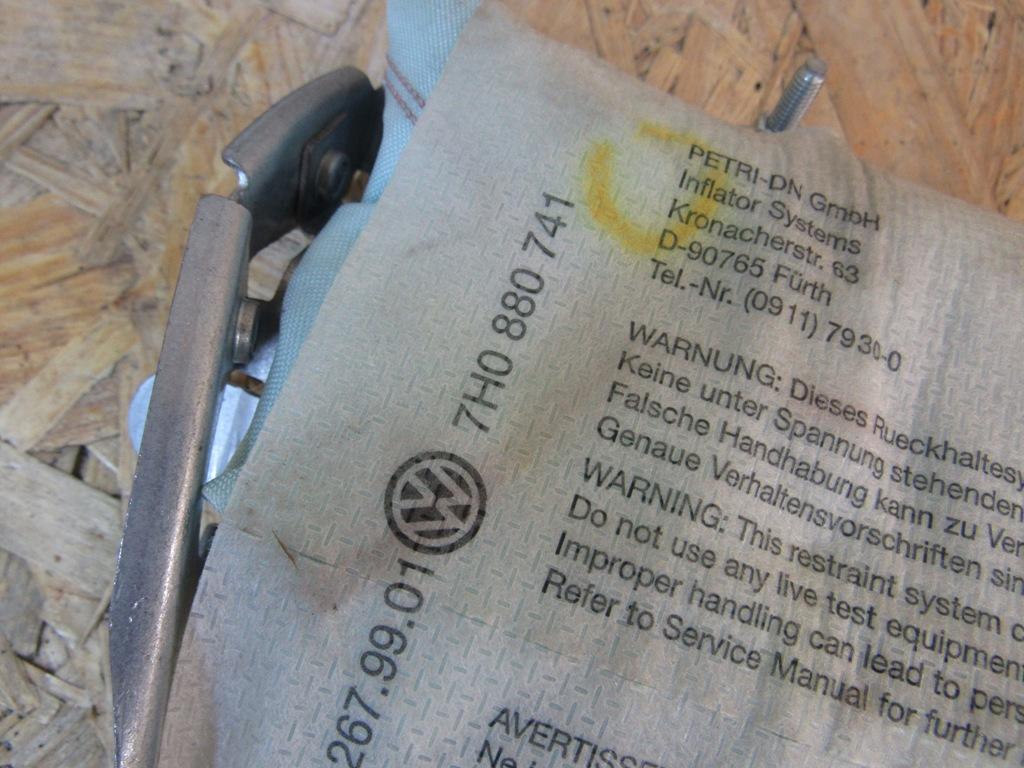 PETRI-DN GmbH
Inflator Systems
Kronacherstr. 63
D-90765 Fürth
Tel.-Nr. (0911) 7930-0
267.99.01 7H0 880 741
WARNUNG: Dieses Rueckhaltesy
Keine unter Spannung stehenden
Falsche Handhabung kann zu Ver
Genaue Verhaltensvorschriften sin
WARNING: This restraint system c
Do not use any live test equipmen
Improper handling can lead to pers
Refer to Service Manual for further
AVERTISSE
Ne